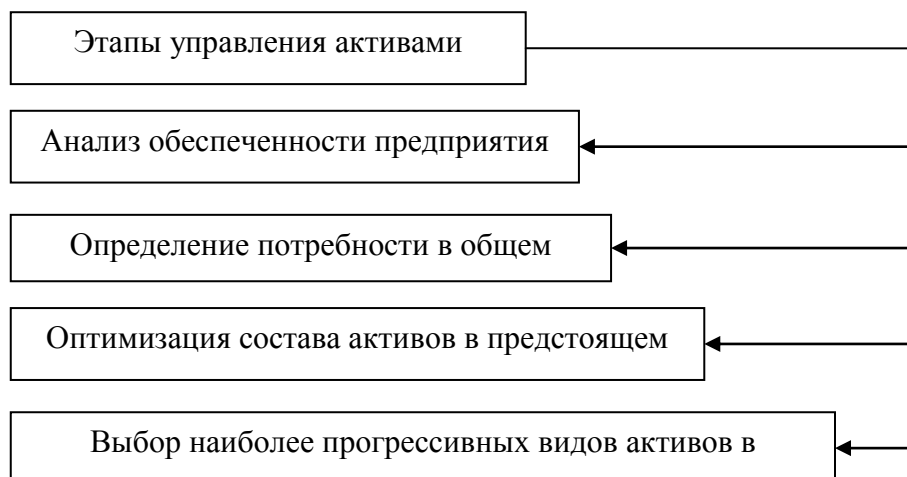 Этапы управления активами
Анализ обеспеченности предприятия
Определение потребности в общем
Оптимизация состава активов в предстоящем
Выбор наиболее прогрессивных видов активов в